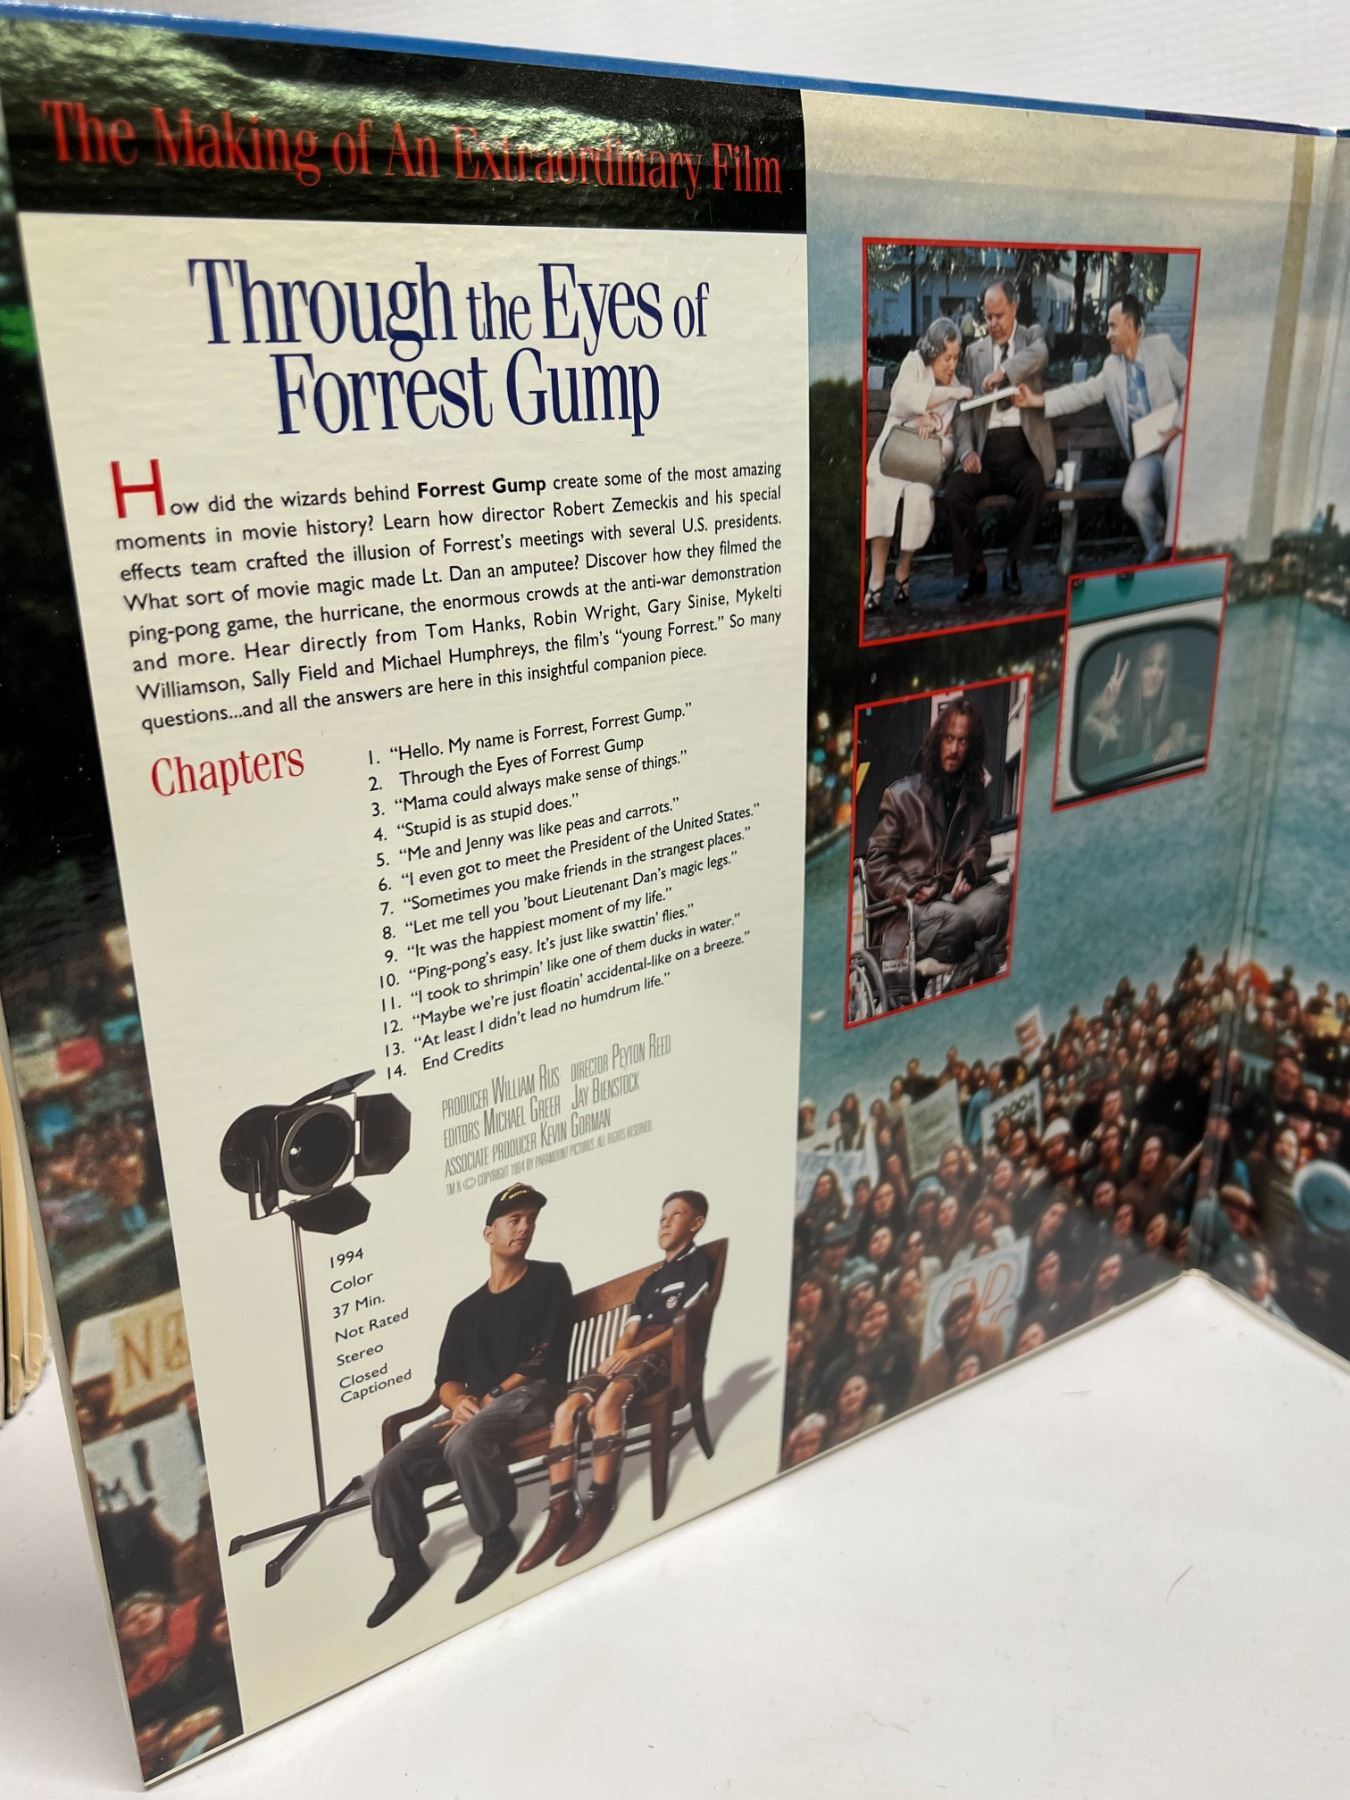 The Making of An Extraordinary Film
Through the Eyes of
Forrest Gump
How did the wizards behind Forrest Gump create some of the most amazing
moments in movie history? Learn how director Robert Zemeckis and his special
effects team crafted the illusion of Forrest's meetings with several U.S. presidents.
What sort of movie magic made Lt. Dan an amputee? Discover how they filmed the
ping-pong game, the hurricane, the enormous crowds at the anti-war demonstration
and more. Hear directly from Tom Hanks, Robin Wright, Gary Sinise, Mykelti
Williamson, Sally Field and Michael Humphreys, the film's "young Forrest." So many
questions...and all the answers are here in this insightful companion piece.
Chapters
1. "Hello. My name is Forrest, Forrest Gump."
2. Through the Eyes of Forrest Gump
3. "Mama could always make sense of things."
4. "Stupid is as stupid does."
5. "Me and Jenny was like peas and carrots."
6. "I even got to meet the President of the United States."
7. "Sometimes you make friends in the strangest places."
8. "Let me tell you 'bout Lieutenant Dan's magic legs."
9. "It was the happiest moment of my life."
10. "Ping-pong's easy. It's just like swattin' flies."
11. "I took to shrimpin' like one of them ducks in water."
12. "Maybe we're just floatin' accidental-like on a breeze."
13. "At least I didn't lead no humdrum life."
14. End Credits
PRODUCER WILLIAM RUS DIRECTOR PEYTON REED
EDITORS MICHAEL GREER JAY BIENSTOCK
ASSOCIATE PRODUCER KEVIN GORMAN
TM & © COPYRIGHT 1994 BY PARAMOUNT PICTURES. ALL RIGHTS RESERVED.
1994
Color
37 Min.
Not Rated
Stereo
Closed
Captioned
END